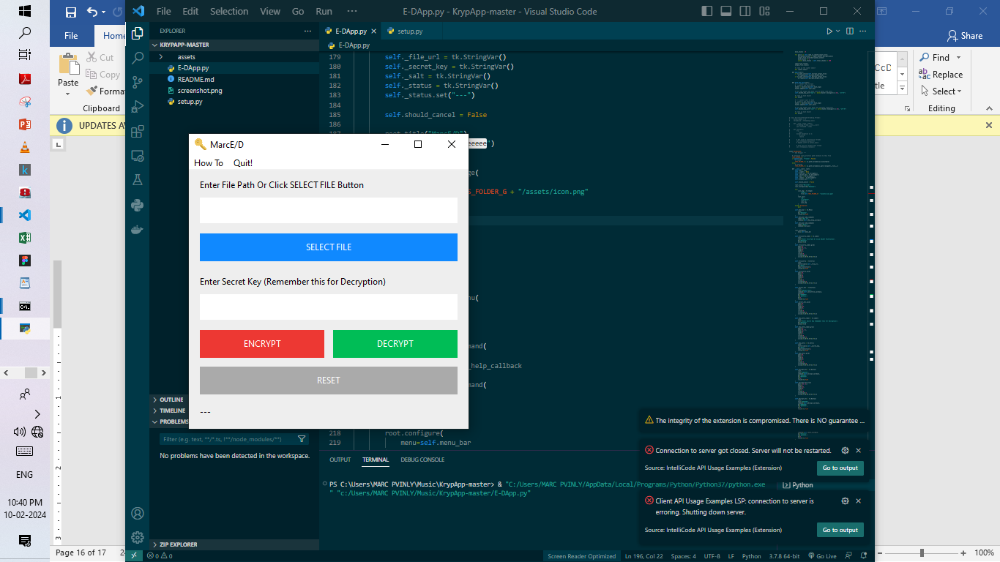 File Edit Selection View Go Run ···
E-DApp.py - KrypApp-master - Visual Studio Code
File
Home
Share
Cut
Paste
Forma
Clipboard
Find
Replace
Select
Editing
CcD
tle
UPDATES AV
EXPLORER
KRYPAPP-MASTER
assets
E-DApp.py
README.md
screenshot.png
setup.py
OUTLINE
TIMELINE
PROBLEMS
Filter (e.g. text, **/*.ts, !**/node_modules/**)
No problems have been detected in the workspace.
ZIP EXPLORER
E-DApp.py
setup.py
E-DApp.py
179 self._file_url = tk.StringVar()
180 self._secret_key = tk.StringVar()
181 self._salt = tk.StringVar()
182 self._status = tk.StringVar()
183 self._status.set("---")
184
185 self.should_cancel = False
186
187 root.title("MarcE/D")
eeeee")
ge(
S_FOLDER_G + "/assets/icon.png"
nu(
mand(
_help_callback
mand(
218 root.configure(
219 menu=self.menu_bar
MarcE/D
How To Quit!
Enter File Path Or Click SELECT FILE Button
SELECT FILE
Enter Secret Key (Remember this for Decryption)
ENCRYPT
DECRYPT
RESET
---
OUTPUT TERMINAL DEBUG CONSOLE
PS C:\Users\MARC PVINLY\Music\KrypApp-master> & "C:/Users/MARC PVINLY/AppData/Local/Programs/Python/Python37/python.exe
" "c:/Users/MARC PVINLY/Music/KrypApp-master/E-DApp.py"
Python
The integrity of the extension is compromised. There is NO guarantee ...
Connection to server got closed. Server will not be restarted.
Source: IntelliCode API Usage Examples (Extension)
Go to output
Client API Usage Examples LSP: connection to server is
erroring. Shutting down server.
Source: IntelliCode API Usage Examples (Extension)
Go to output
0 0
Screen Reader Optimized Ln 196, Col 22 Spaces: 4 UTF-8 LF Python 3.7.8 64-bit Go Live
ENG
10:40 PM
10-02-2024
Page 16 of 17
100%